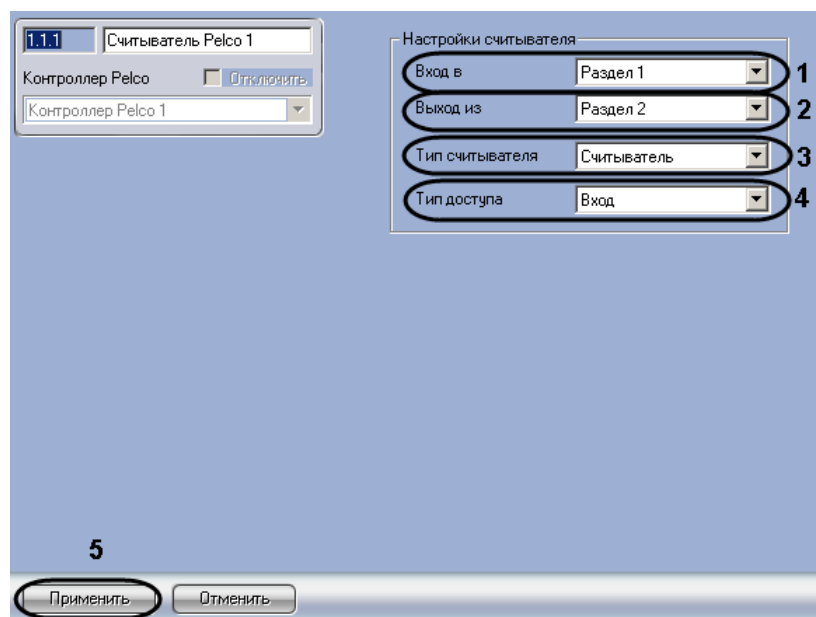 1.1.1 Считыватель Pelco 1
Контроллер Pelco Отключить
Контроллер Pelco 1
Настройки считывателя
Вход в Раздел 1 1
Выход из Раздел 2 2
Тип считывателя Считыватель 3
Тип доступа Вход 4
5
Применить Отменить